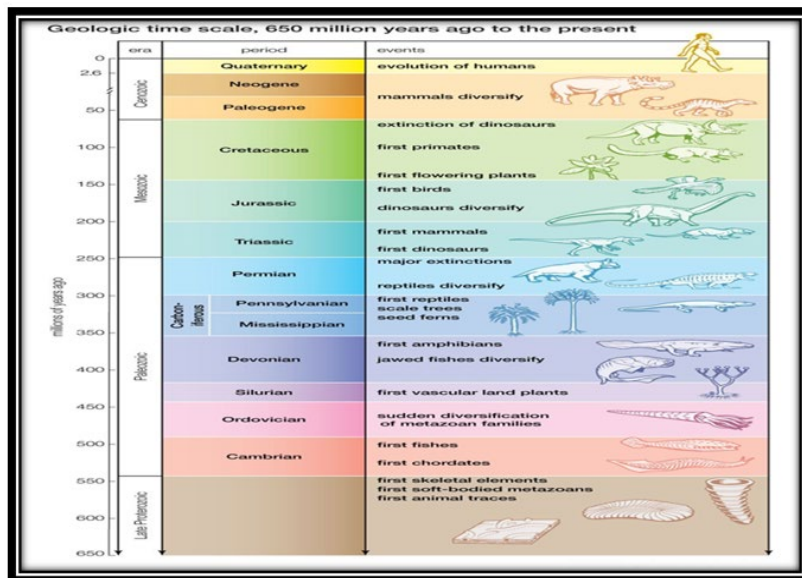 Geologic time scale, 650 million years ago to the present
era period events
0
2.6
50
100
150
200
250
300
350
400
450
500
550
600
650
millions of years ago
Cenozoic
Mesozoic
Paleozoic
Late Proterozoic
Quaternary
evolution of humans
Neogene
Paleogene
mammals diversify
Cretaceous
extinction of dinosaurs
first primates
first flowering plants
Jurassic
first birds
dinosaurs diversify
Triassic
first mammals
first dinosaurs
Permian
major extinctions
reptiles diversify
Carbon-
iferous
Pennsylvanian
Mississippian
first reptiles
scale trees
seed ferns
Devonian
first amphibians
jawed fishes diversify
Silurian
first vascular land plants
Ordovician
sudden diversification
of metazoan families
Cambrian
first fishes
first chordates
first skeletal elements
first soft-bodied metazoans
first animal traces